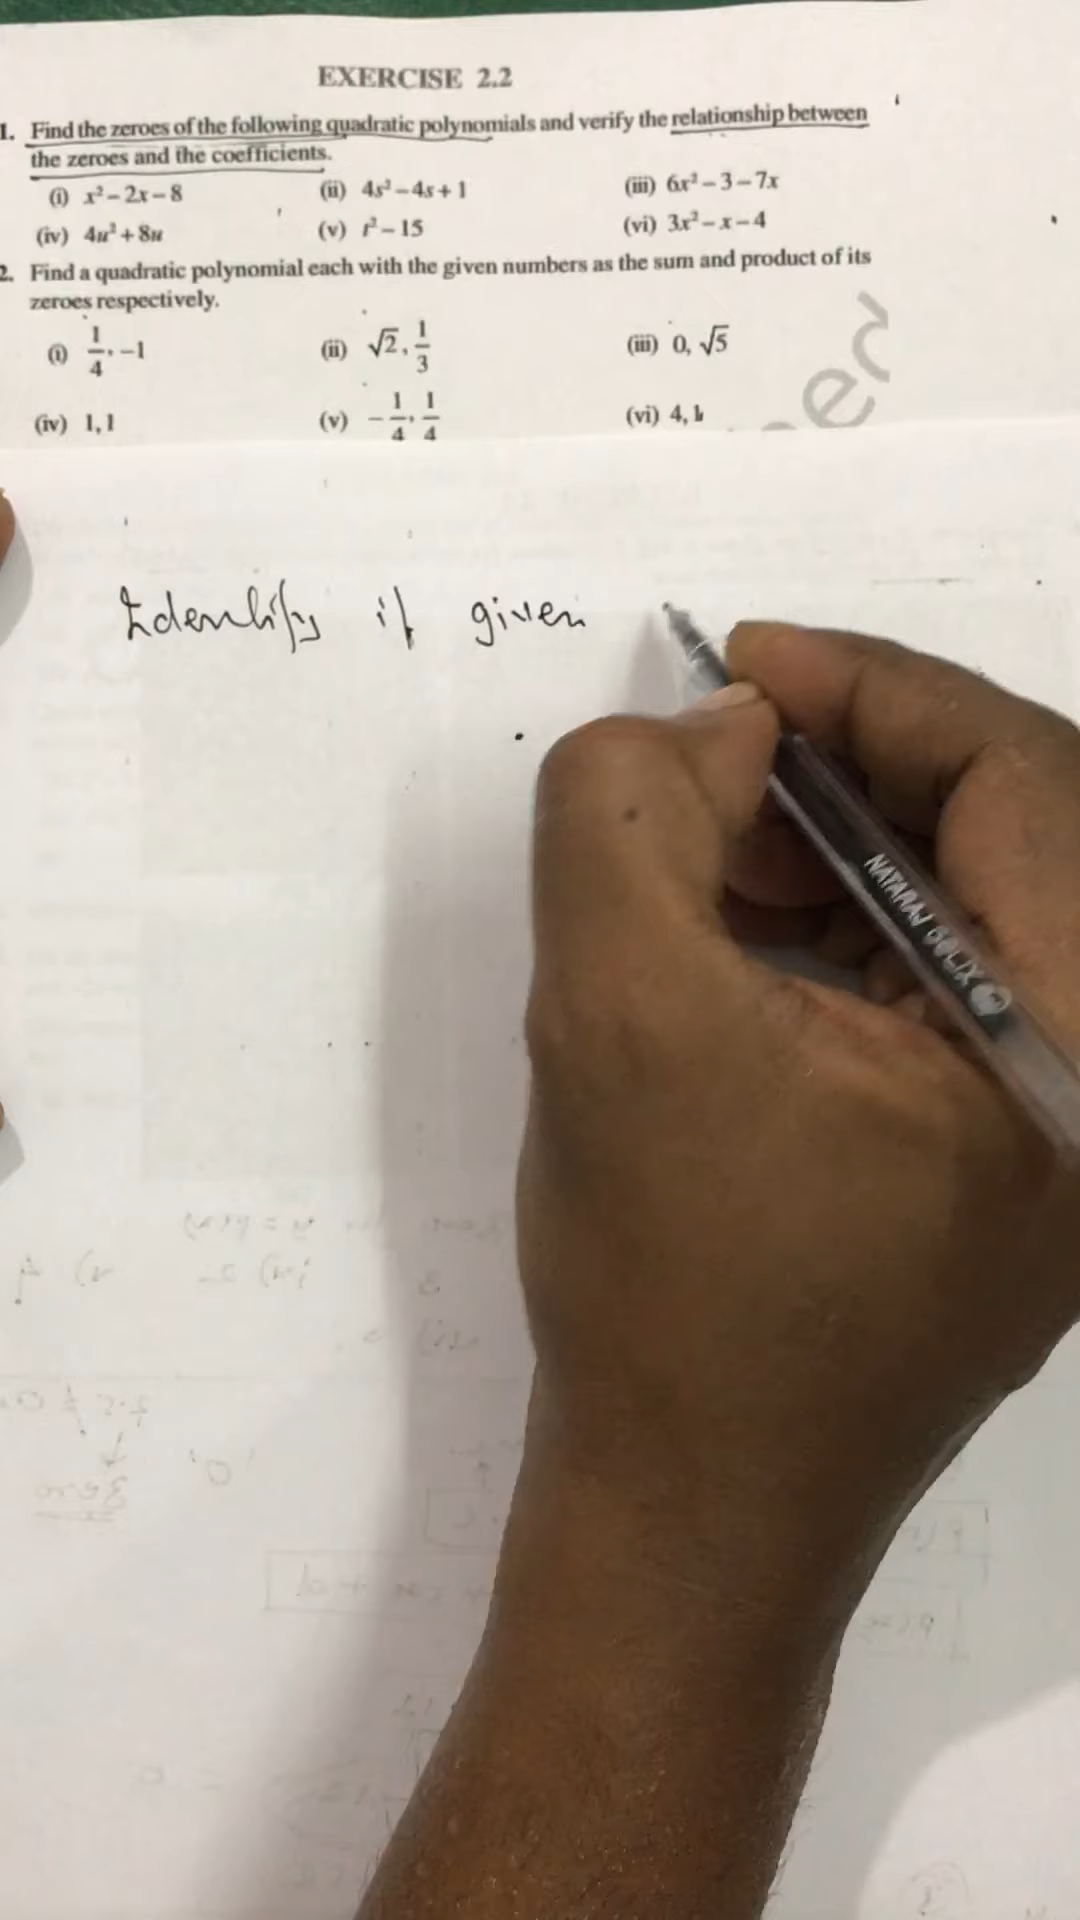 EXERCISE 2.2
1. Find the zeroes of the following quadratic polynomials and verify the relationship between
the zeroes and the coefficients.
(i) x² – 2x – 8 (ii) 4s² – 4s + 1 (iii) 6x² – 3 – 7x
(iv) 4u² + 8u (v) t² – 15 (vi) 3x² – x – 4
2. Find a quadratic polynomial each with the given numbers as the sum and product of its
zeroes respectively.
(i) 1/4, –1 (ii) √2, 1/3 (iii) 0, √5
(iv) 1, 1 (v) –1/4, 1/4 (vi) 4, 1
Identify if given
NATARAJ GELIX